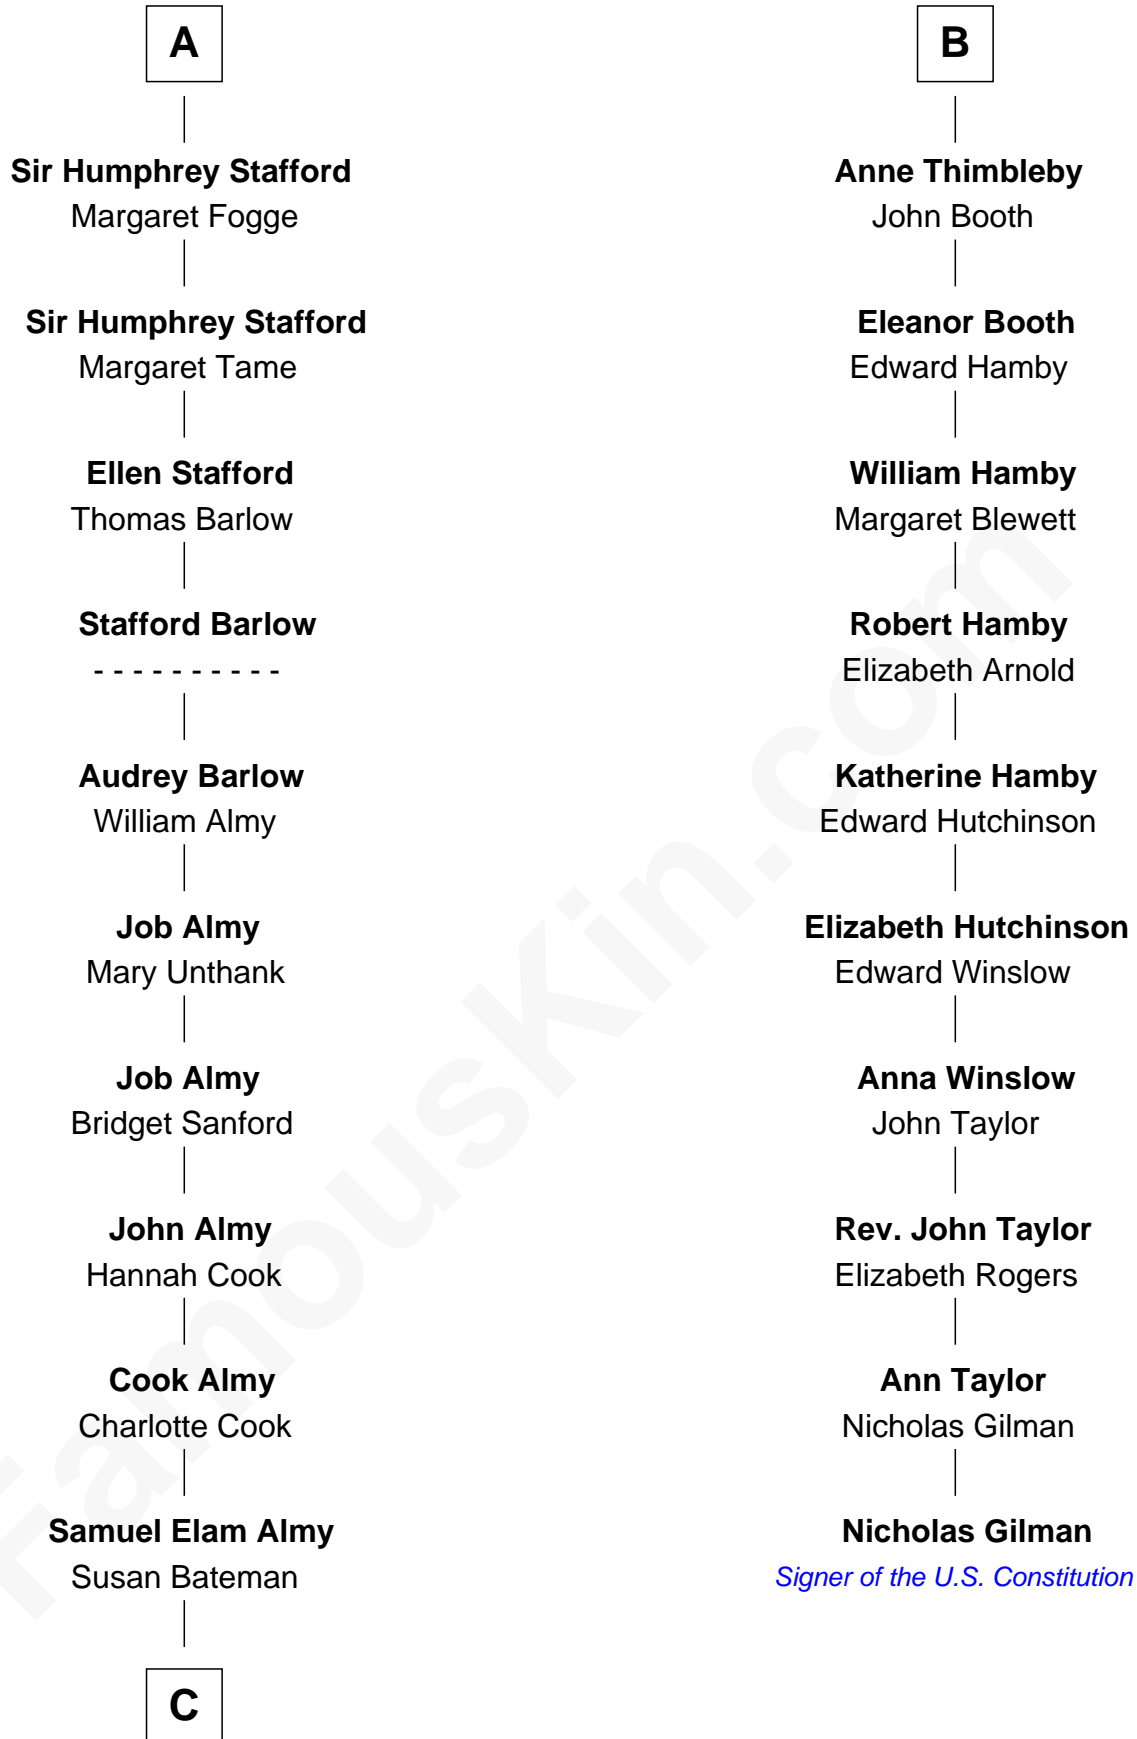 A
Sir Humphrey Stafford
Margaret Fogge
Sir Humphrey Stafford
Margaret Tame
Ellen Stafford
Thomas Barlow
Stafford Barlow
- - - - - - - - - -
Audrey Barlow
William Almy
Job Almy
Mary Unthank
Job Almy
Bridget Sanford
John Almy
Hannah Cook
Cook Almy
Charlotte Cook
Samuel Elam Almy
Susan Bateman
C
B
Anne Thimbleby
John Booth
Eleanor Booth
Edward Hamby
William Hamby
Margaret Blewett
Robert Hamby
Elizabeth Arnold
Katherine Hamby
Edward Hutchinson
Elizabeth Hutchinson
Edward Winslow
Anna Winslow
John Taylor
Rev. John Taylor
Elizabeth Rogers
Ann Taylor
Nicholas Gilman
Nicholas Gilman
Signer of the U.S. Constitution
FamousKin.com